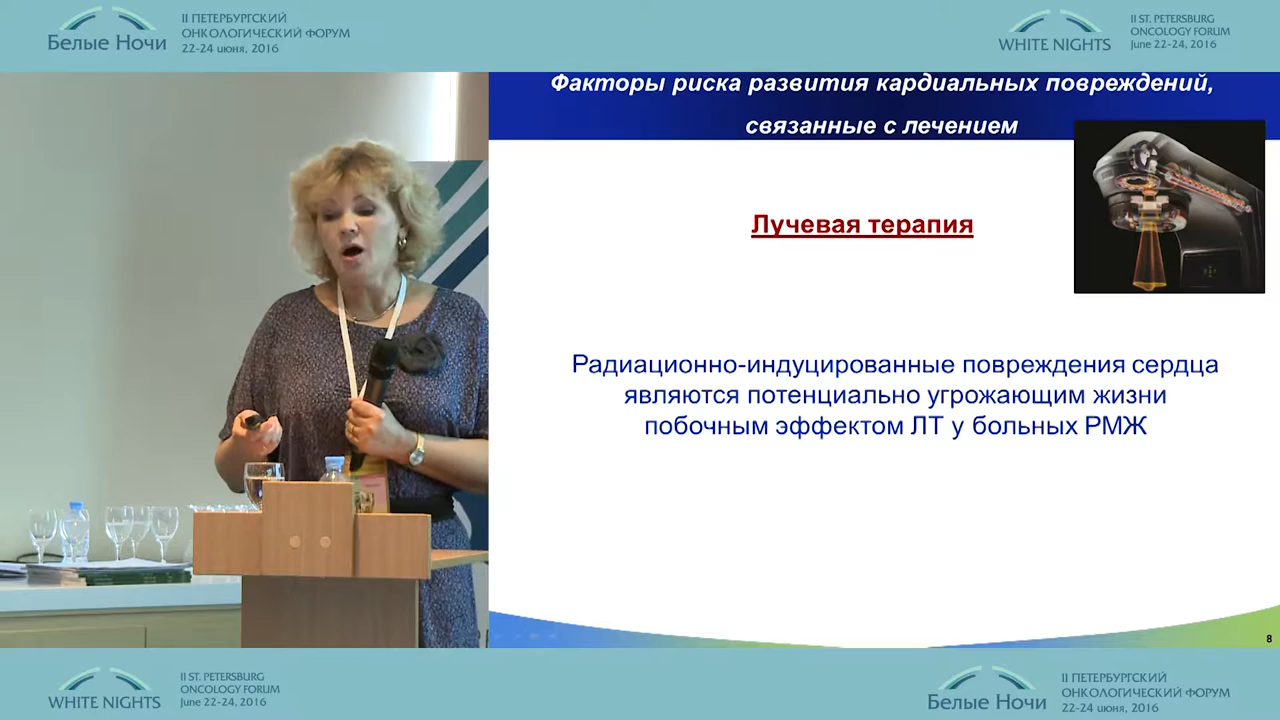 Белые Ночи
II ПЕТЕРБУРГСКИЙ
ОНКОЛОГИЧЕСКИЙ ФОРУМ
22-24 июня, 2016
WHITE NIGHTS
II ST. PETERSBURG
ONCOLOGY FORUM
June 22-24, 2016
Факторы риска развития кардиальных повреждений,
связанные с лечением
Лучевая терапия
Радиационно-индуцированные повреждения сердца
являются потенциально угрожающим жизни
побочным эффектом ЛТ у больных РМЖ
8
WHITE NIGHTS
II ST. PETERSBURG
ONCOLOGY FORUM
June 22-24, 2016
Белые Ночи
II ПЕТЕРБУРГСКИЙ
ОНКОЛОГИЧЕСКИЙ ФОРУМ
22-24 июня, 2016